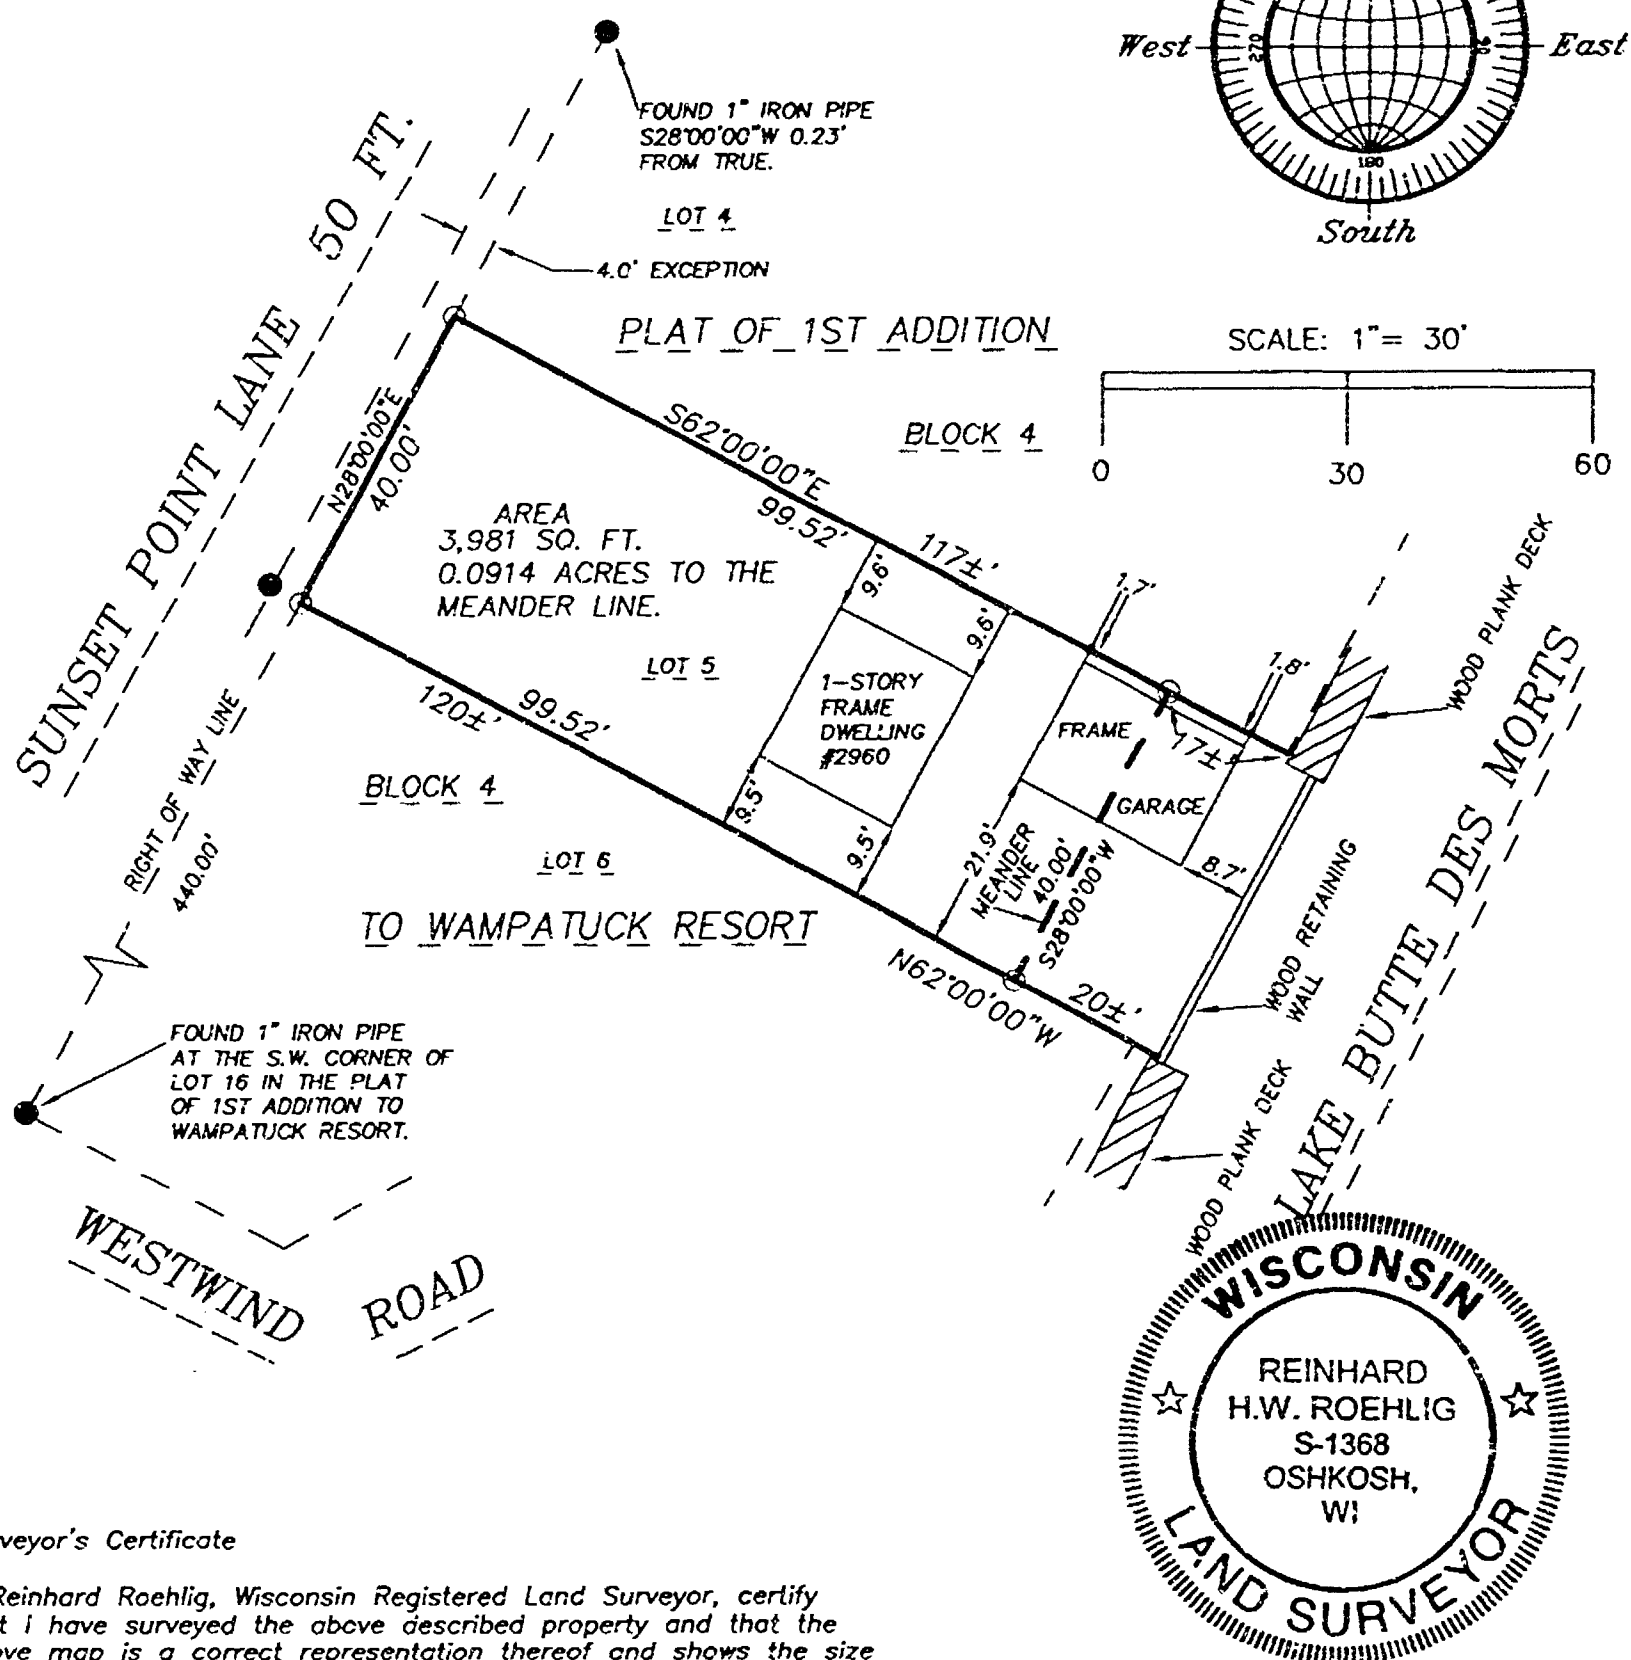 West
East
270
90
180
South
FOUND 1" IRON PIPE
S28°00'00"W 0.23'
FROM TRUE.
SUNSET POINT LANE 50 FT.
LOT 4
4.0' EXCEPTION
PLAT OF 1ST ADDITION
SCALE: 1"= 30'
0 30 60
BLOCK 4
N28°00'00"E
40.00'
S62°00'00"E
99.52'
117±'
AREA
3,981 SQ. FT.
0.0914 ACRES TO THE
MEANDER LINE.
LOT 5
9.6'
9.6'
1.7'
1.8'
WOOD PLANK DECK
1-STORY
FRAME
DWELLING
#2960
FRAME
GARAGE
17±'
120±'
99.52'
9.5'
9.5'
21.9'
MEANDER
LINE
40.00'
S28°00'00"W
8.7'
RIGHT OF WAY LINE
440.00'
BLOCK 4
LOT 6
TO WAMPATUCK RESORT
N62°00'00"W
20±'
WOOD RETAINING
WALL
WOOD PLANK DECK
LAKE BUTTE DES MORTS
FOUND 1" IRON PIPE
AT THE S.W. CORNER OF
LOT 16 IN THE PLAT
OF 1ST ADDITION TO
WAMPATUCK RESORT.
WESTWIND ROAD
WISCONSIN
REINHARD
H.W. ROEHLIG
S-1368
OSHKOSH,
WI
LAND SURVEYOR
veyor's Certificate
Reinhard Roehlig, Wisconsin Registered Land Surveyor, certify
t I have surveyed the above described property and that the
ove map is a correct representation thereof and shows the size